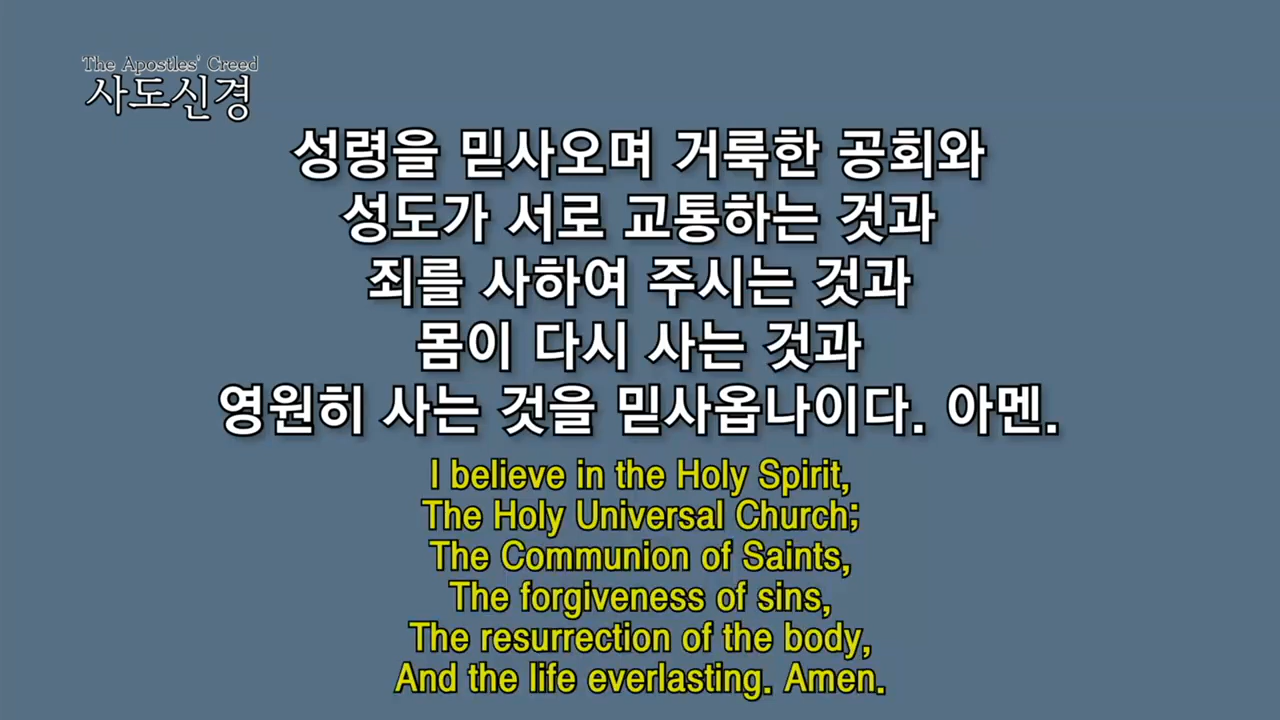 The Apostles' Creed
사도신경
성령을 믿사오며 거룩한 공회와
성도가 서로 교통하는 것과
죄를 사하여 주시는 것과
몸이 다시 사는 것과
영원히 사는 것을 믿사옵나이다. 아멘.
I believe in the Holy Spirit,
The Holy Universal Church;
The Communion of Saints,
The forgiveness of sins,
The resurrection of the body,
And the life everlasting. Amen.